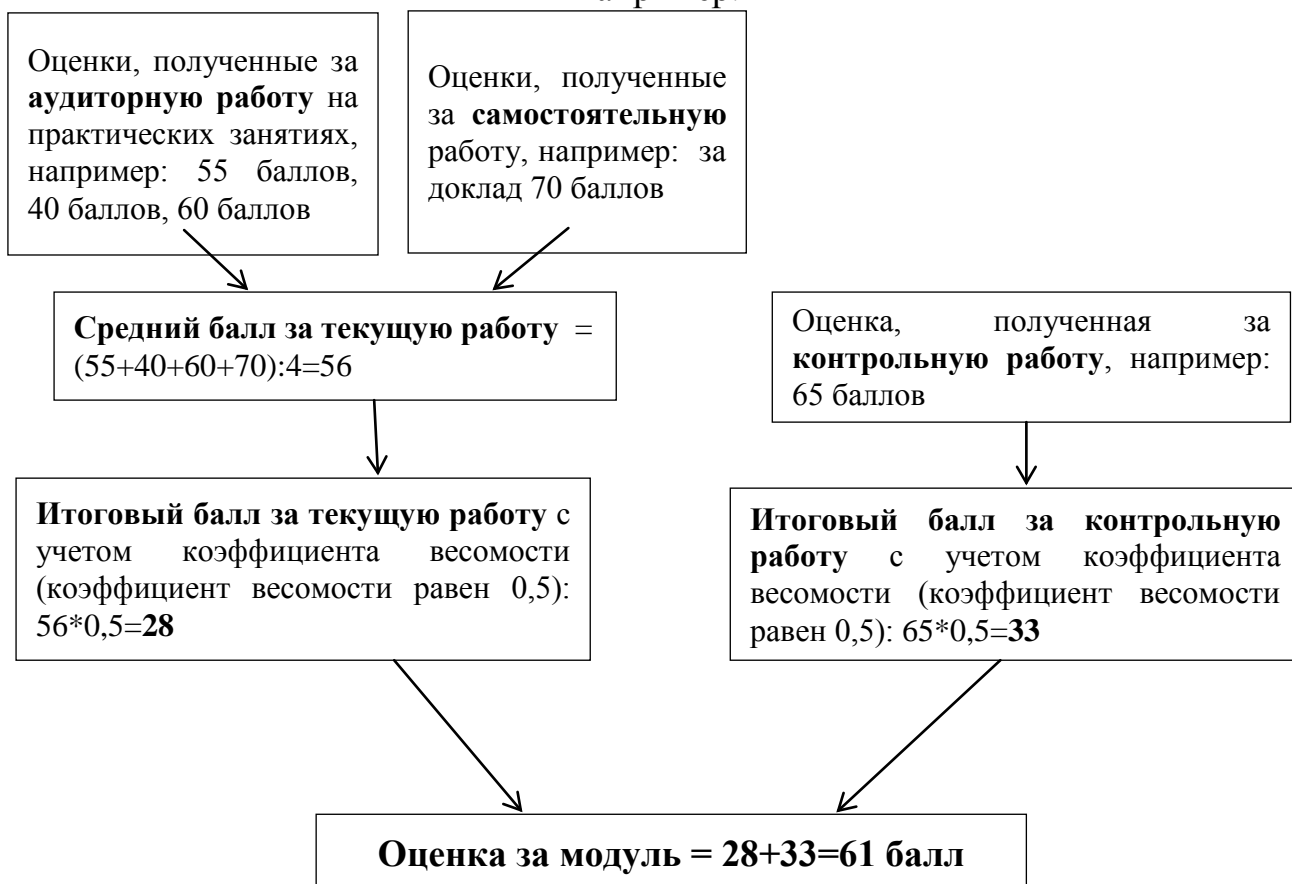 Оценки, полученные за
аудиторную работу на
практических занятиях,
например: 55 баллов,
40 баллов, 60 баллов
Оценки, полученные
за самостоятельную
работу, например: за
доклад 70 баллов
Средний балл за текущую работу =
(55+40+60+70):4=56
Оценка, полученная за
контрольную работу, например:
65 баллов
Итоговый балл за текущую работу с
учетом коэффициента весомости
(коэффициент весомости равен 0,5):
56*0,5=28
Итоговый балл за контрольную
работу с учетом коэффициента
весомости (коэффициент весомости
равен 0,5): 65*0,5=33
Оценка за модуль = 28+33=61 балл